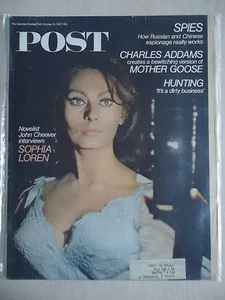 The Saturday Evening Post
POST
SPIES
How Russian and Chinese
espionage really works
CHARLES ADDAMS
creates a bewitching version of
MOTHER GOOSE
HUNTING
'It's a dirty business'
Novelist
John Cheever
interviews
SOPHIA
LOREN